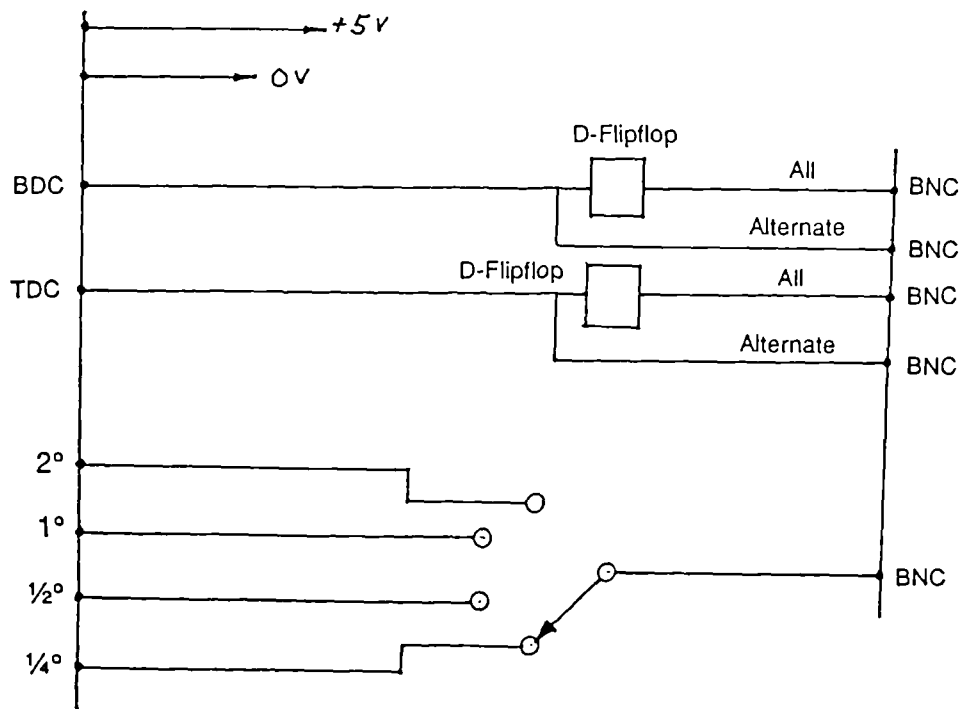 +5V
0V
D-Flipflop
BDC
All
BNC
Alternate
BNC
TDC
D-Flipflop
All
BNC
Alternate
BNC
2°
1°
½°
BNC
¼°